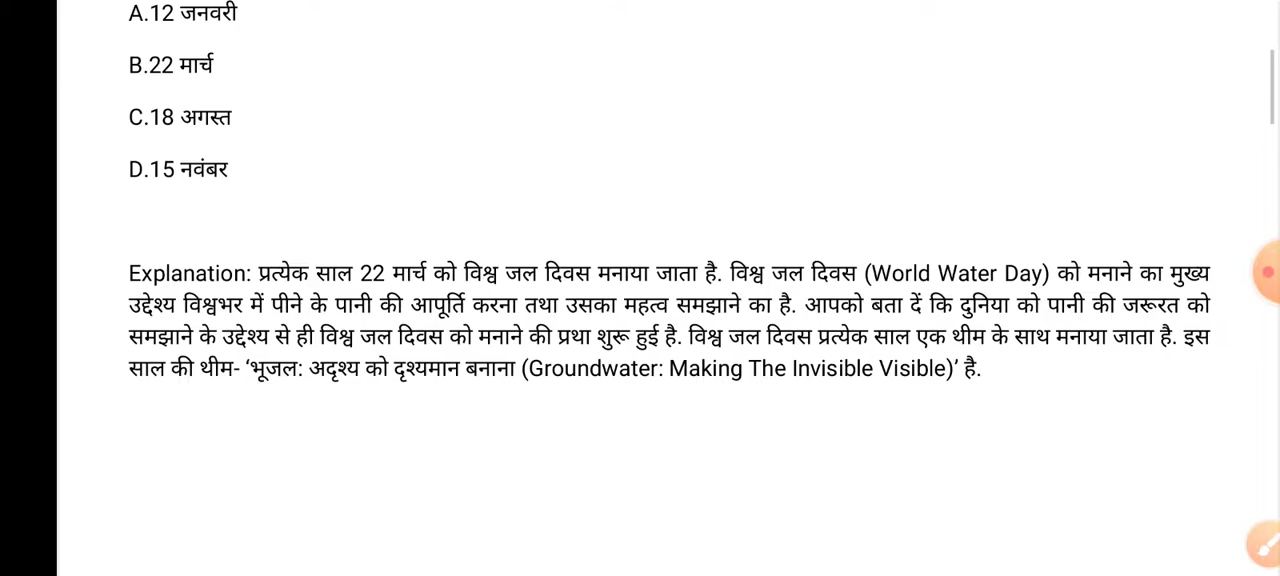 A.12 जनवरी
B.22 मार्च
C.18 अगस्त
D.15 नवंबर
Explanation: प्रत्येक साल 22 मार्च को विश्व जल दिवस मनाया जाता है. विश्व जल दिवस (World Water Day) को मनाने का मुख्य
उद्देश्य विश्वभर में पीने के पानी की आपूर्ति करना तथा उसका महत्व समझाने का है. आपको बता दें कि दुनिया को पानी की जरूरत को
समझाने के उद्देश्य से ही विश्व जल दिवस को मनाने की प्रथा शुरू हुई है. विश्व जल दिवस प्रत्येक साल एक थीम के साथ मनाया जाता है. इस
साल की थीम- ‘भूजल: अदृश्य को दृश्यमान बनाना (Groundwater: Making The Invisible Visible)’ है.